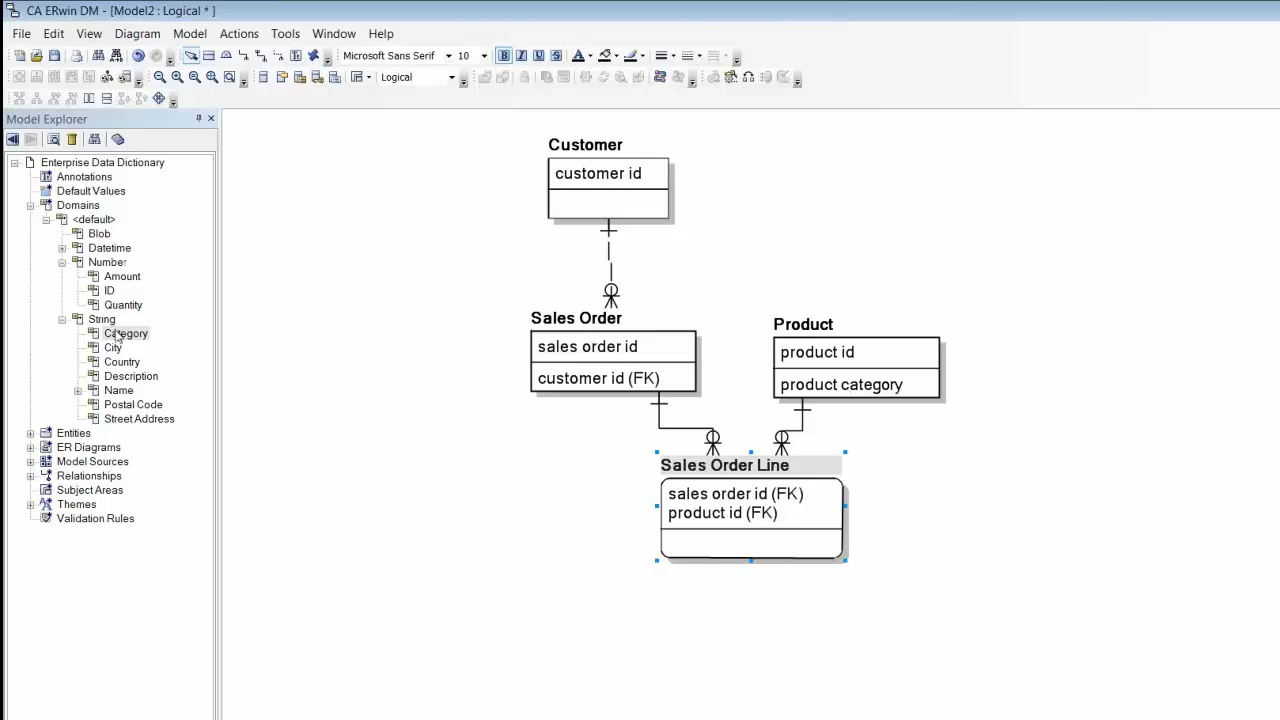 CA ERwin DM - [Model2 : Logical * ]
File Edit View Diagram Model Actions Tools Window Help
Microsoft Sans Serif 10 B I U S A
Logical
Model Explorer
Enterprise Data Dictionary
Annotations
Default Values
Domains
<default>
Blob
Datetime
Number
Amount
ID
Quantity
String
Category
City
Country
Description
Name
Postal Code
Street Address
Entities
ER Diagrams
Model Sources
Relationships
Subject Areas
Themes
Validation Rules
Customer
customer id
Sales Order
sales order id
customer id (FK)
Product
product id
product category
Sales Order Line
sales order id (FK)
product id (FK)